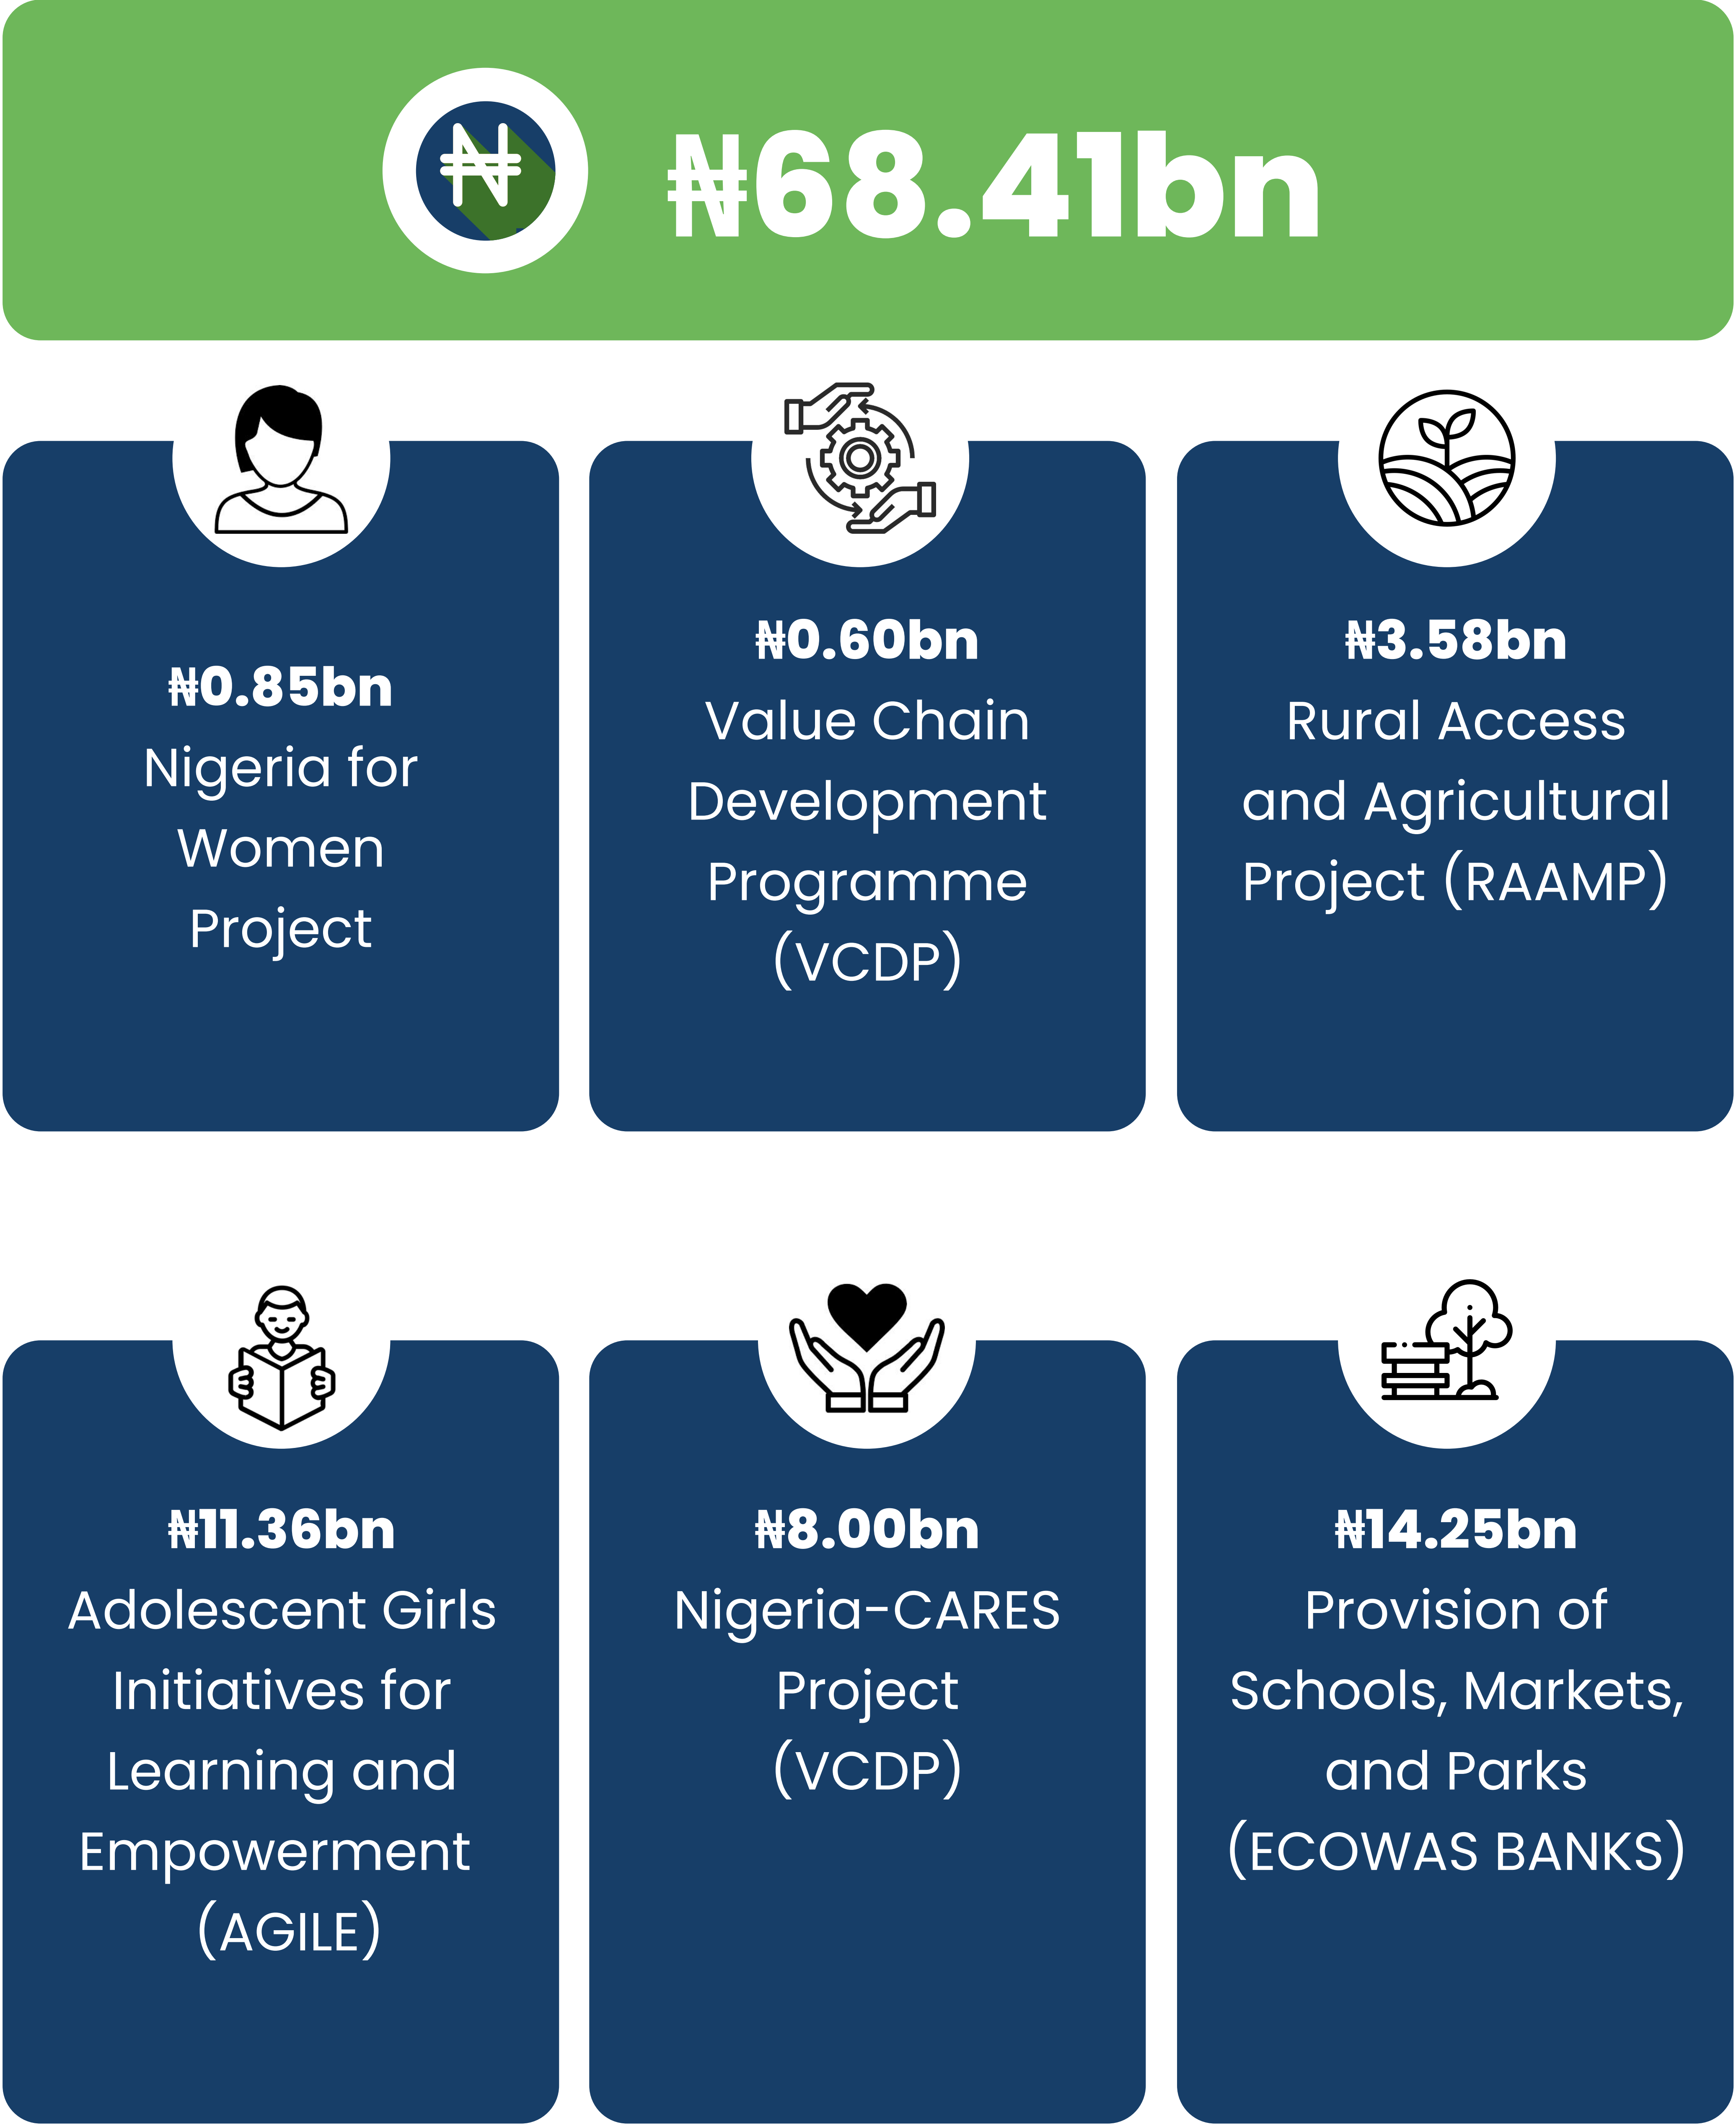 ₦
₦68.41bn
₦0.85bn
Nigeria for
Women
Project
₦0.60bn
Value Chain
Development
Programme
(VCDP)
₦3.58bn
Rural Access
and Agricultural
Project (RAAMP)
₦11.36bn
Adolescent Girls
Initiatives for
Learning and
Empowerment
(AGILE)
₦8.00bn
Nigeria-CARES
Project
(VCDP)
₦14.25bn
Provision of
Schools, Markets,
and Parks
(ECOWAS BANKS)